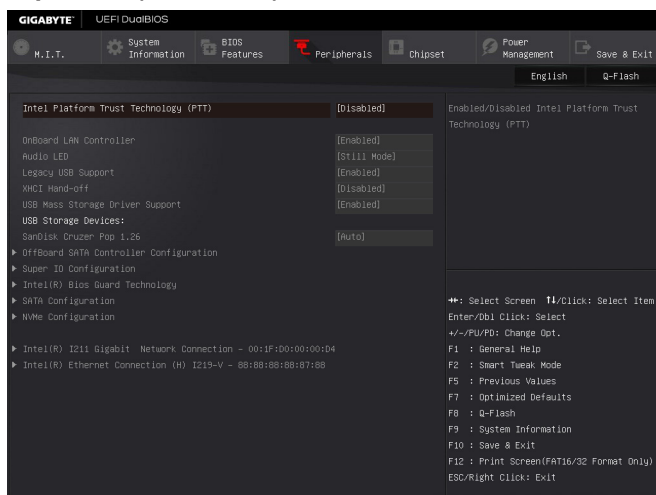 GIGABYTE™ UEFI DualBIOS
M.I.T.
System Information
BIOS Features
Peripherals
Chipset
Power Management
Save & Exit
English Q-Flash
Intel Platform Trust Technology (PTT) [Disabled]
Enabled/Disabled Intel Platform Trust
Technology (PTT)
OnBoard LAN Controller [Enabled]
Audio LED [Still Mode]
Legacy USB Support [Enabled]
XHCI Hand-off [Disabled]
USB Mass Storage Driver Support [Enabled]
USB Storage Devices:
SanDisk Cruzer Pop 1.26 [Auto]
OffBoard SATA Controller Configuration
Super IO Configuration
Intel(R) Bios Guard Technology
SATA Configuration
NVMe Configuration
Intel(R) I211 Gigabit Network Connection - 00:1F:D0:00:00:D4
Intel(R) Ethernet Connection (H) I219-V - 88:88:88:88:87:88
→←: Select Screen ↑↓/Click: Select Item
Enter/Dbl Click: Select
+/-/PU/PD: Change Opt.
F1 : General Help
F2 : Smart Tweak Mode
F5 : Previous Values
F7 : Optimized Defaults
F8 : Q-Flash
F9 : System Information
F10 : Save & Exit
F12 : Print Screen(FAT16/32 Format Only)
ESC/Right Click: Exit